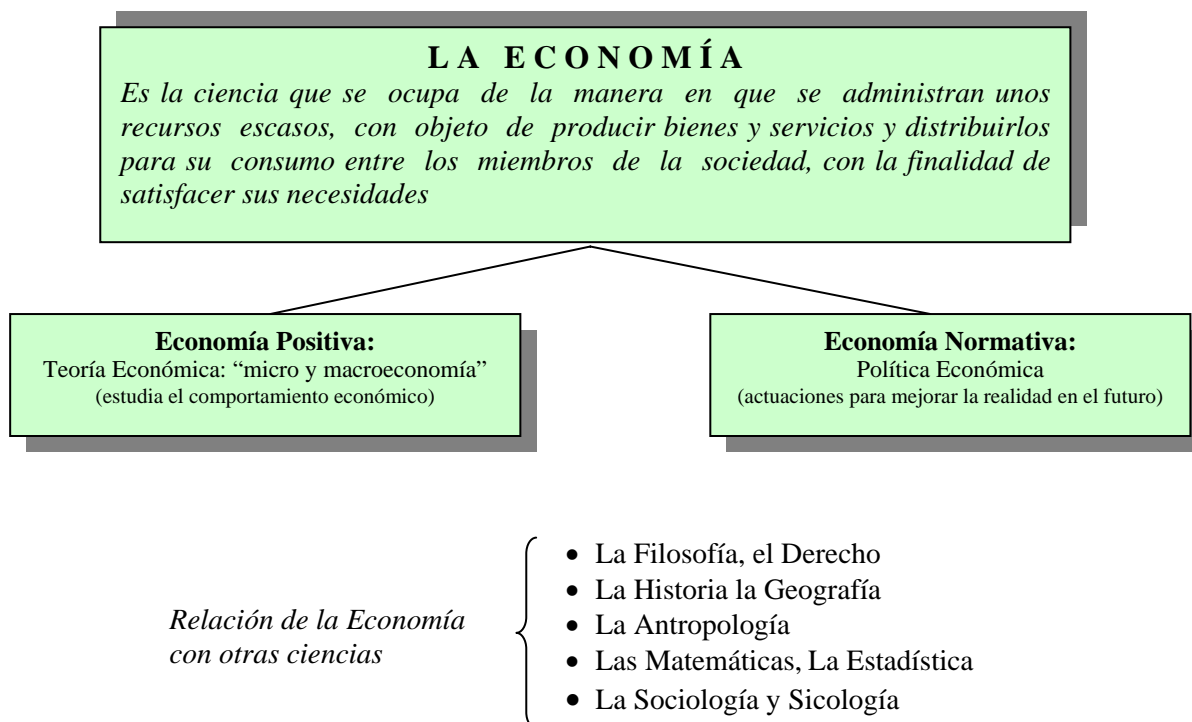 LA ECONOMÍA
Es la ciencia que se ocupa de la manera en que se administran unos
recursos escasos, con objeto de producir bienes y servicios y distribuirlos
para su consumo entre los miembros de la sociedad, con la finalidad de
satisfacer sus necesidades
Economía Positiva:
Teoría Económica: “micro y macroeconomía”
(estudia el comportamiento económico)
Economía Normativa:
Política Económica
(actuaciones para mejorar la realidad en el futuro)
Relación de la Economía
con otras ciencias
• La Filosofía, el Derecho
• La Historia la Geografía
• La Antropología
• Las Matemáticas, La Estadística
• La Sociología y Sicología